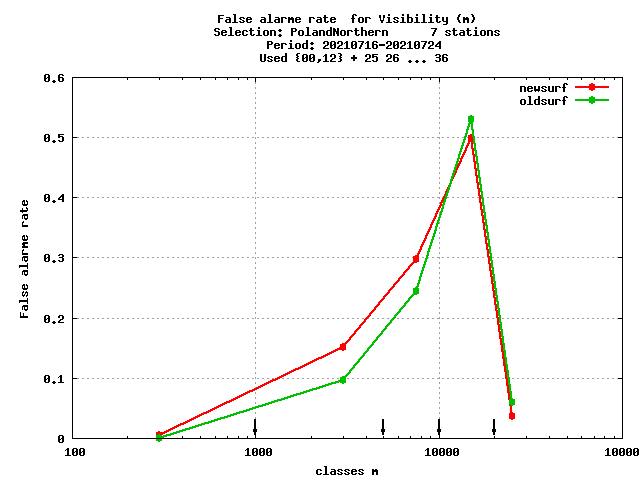 False alarme rate  for Visibility (m)
Selection: PolandNorthern      7 stations
Period: 20210716-20210724
Used {00,12} + 25 26 ... 36
newsurf
oldsurf
0.6
0.5
0.4
0.3
0.2
0.1
0
False alarme rate
100 1000 10000 10000
classes m